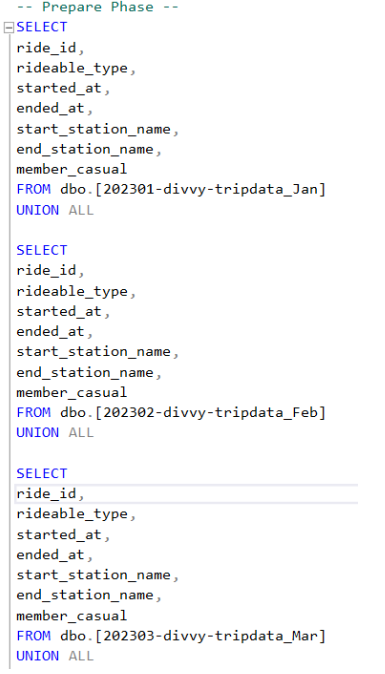 -- Prepare Phase --
SELECT
ride_id,
rideable_type,
started_at,
ended_at,
start_station_name,
end_station_name,
member_casual
FROM dbo.[202301-divvy-tripdata_Jan]
UNION ALL
SELECT
ride_id,
rideable_type,
started_at,
ended_at,
start_station_name,
end_station_name,
member_casual
FROM dbo.[202302-divvy-tripdata_Feb]
UNION ALL
SELECT
ride_id,
rideable_type,
started_at,
ended_at,
start_station_name,
end_station_name,
member_casual
FROM dbo.[202303-divvy-tripdata_Mar]
UNION ALL